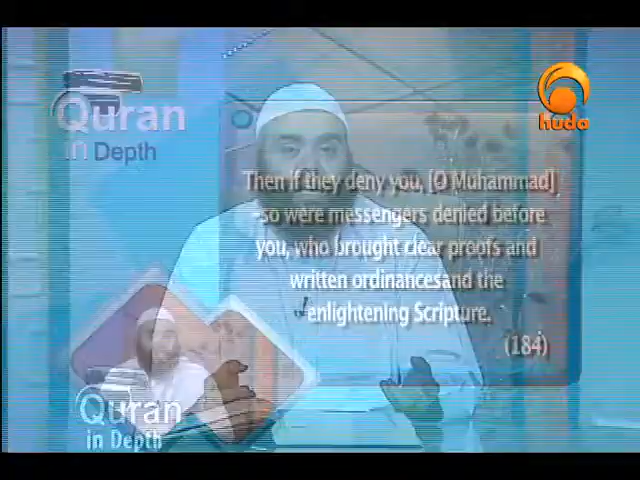 Quran
in Depth
huda
Then if they deny you, [O Muhammad]
-so were messengers denied before
you, who brought clear proofs and
written ordinancesand the
enlightening Scripture.
(184)
Quran
in Depth